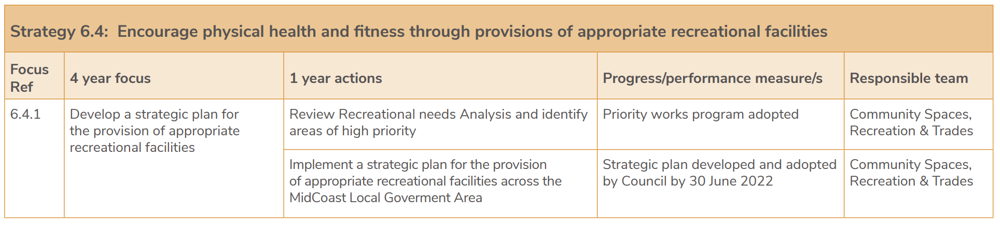 Strategy 6.4:  Encourage physical health and fitness through provisions of appropriate recreational facilities
Focus
Ref
4 year focus
1 year actions
Progress/performance measure/s
Responsible team
6.4.1
Develop a strategic plan for
the provision of appropriate
recreational facilities
Review Recreational needs Analysis and identify
areas of high priority
Priority works program adopted
Community Spaces,
Recreation & Trades
Implement a strategic plan for the provision
of appropriate recreational facilities across the
MidCoast Local Goverment Area
Strategic plan developed and adopted
by Council by 30 June 2022
Community Spaces,
Recreation & Trades